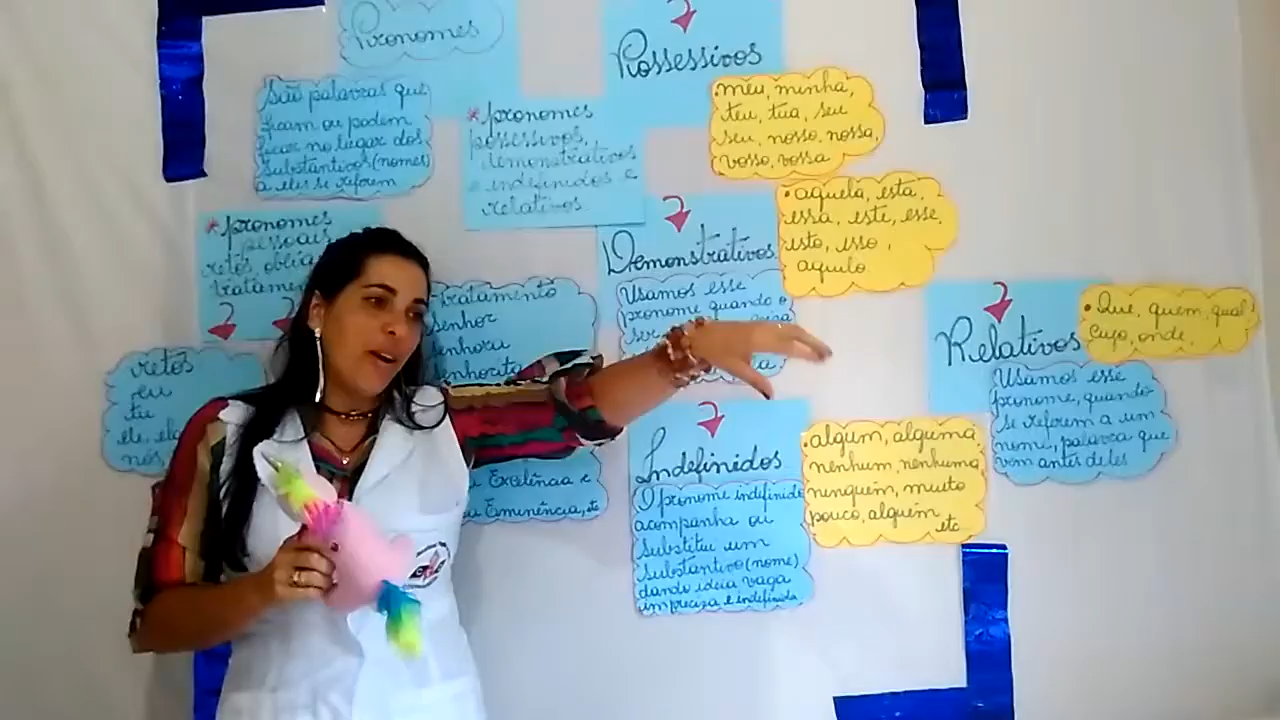 Pronomes
São palavras que
ficam ou podem
ficar no lugar dos
substantivos (nomes)
a eles se referem
* pronomes
possessivos,
demonstrativos
e indefinidos e
relativos.
* pronomes
pessoais
retos,
retos
eu
tu
ele, ela
nós,
tratamento
senhor
senhora
senhorita
Excelência e
Eminência, etc
Possessivos
. meu, minha,
teu, tua, seu
seu, nosso, nossa,
vosso, vossa
Demonstrativos
Usamos esse
pronome quando o
• aquela, esta,
essa, este, esse,
isto, isso,
aquilo.
Indefinidos
O pronome indefinido
acompanha ou
substitui um
substantivo (nome)
dando ideia vaga
imprecisa e indefinida.
. algum, alguma,
nenhum, nenhuma,
ninguém, muito
pouco, alguém
etc
Relativos
• Que, quem, qual,
Cujo, onde.
Usamos esse
pronome, quando
se referem a um
nome, palavra que
vem antes deles